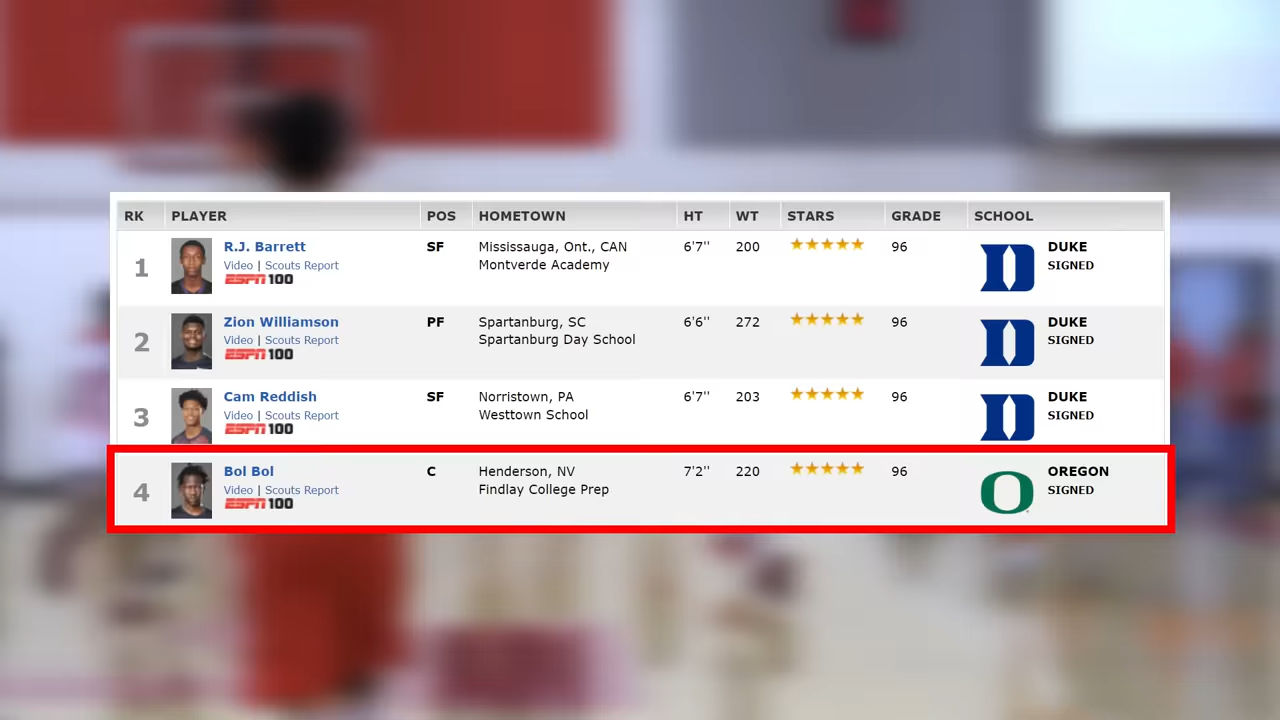 RK PLAYER POS HOMETOWN HT WT STARS GRADE SCHOOL
1 R.J. Barrett SF Mississauga, Ont., CAN 6'7'' 200 96 DUKE
Video | Scouts Report Montverde Academy SIGNED
ESPN 100
2 Zion Williamson PF Spartanburg, SC 6'6'' 272 96 DUKE
Video | Scouts Report Spartanburg Day School SIGNED
ESPN 100
3 Cam Reddish SF Norristown, PA 6'7'' 203 96 DUKE
Video | Scouts Report Westtown School SIGNED
ESPN 100
4 Bol Bol C Henderson, NV 7'2'' 220 96 OREGON
Video | Scouts Report Findlay College Prep SIGNED
ESPN 100